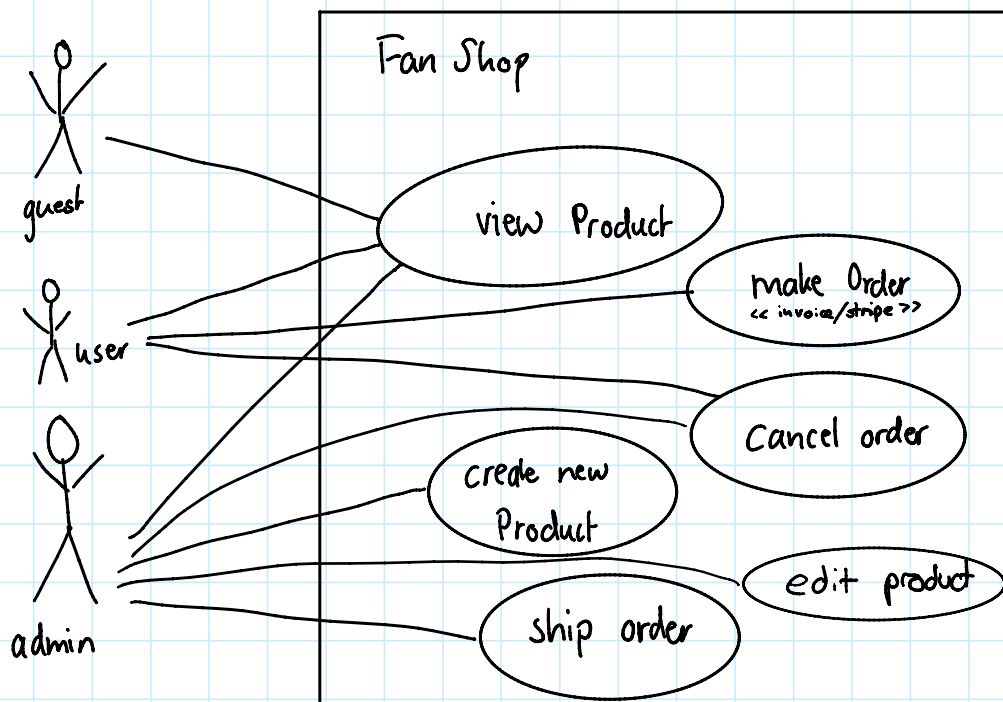 Fan Shop
guest
view Product
make Order
<< invoice/stripe >>
user
cancel order
create new
Product
edit product
ship order
admin